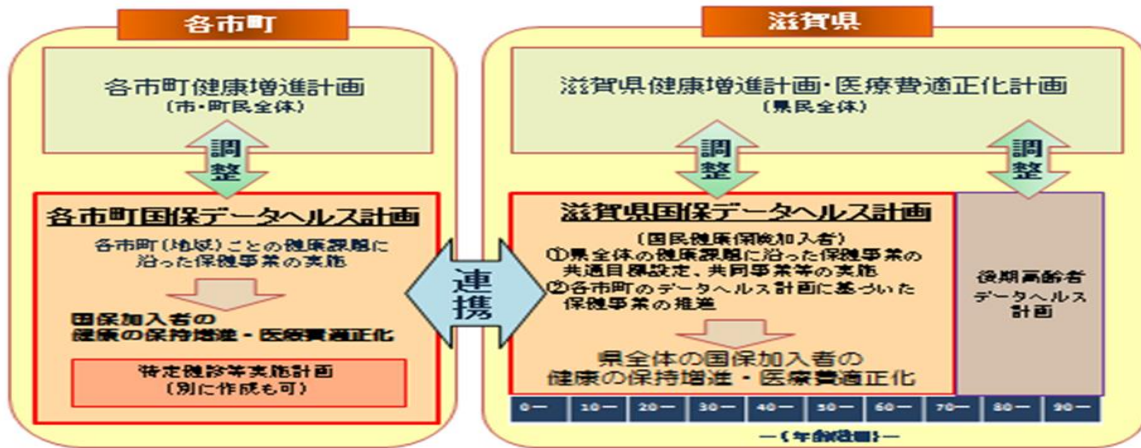 各市町
各市町健康増進計画
(市・町民全体)
調整
各市町国保データヘルス計画
各市町(地域)ごとの健康課題に
沿った保健事業の実施
国保加入者の
健康の保持増進・医療費適正化
特定健診等実施計画
(別に作成も可)
連携
滋賀県
滋賀県健康増進計画・医療費適正化計画
(県民全体)
調整
調整
滋賀県国保データヘルス計画
(国民健康保険加入者)
①県全体の健康課題に沿った保健事業の
共通目標設定、共同事業等の実施
②各市町のデータヘルス計画に基づいた
保健事業の推進
県全体の国保加入者の
健康の保持増進・医療費適正化
後期高齢者
データヘルス
計画
0― 10― 20― 30― 40― 50― 60― 70― 80― 90―